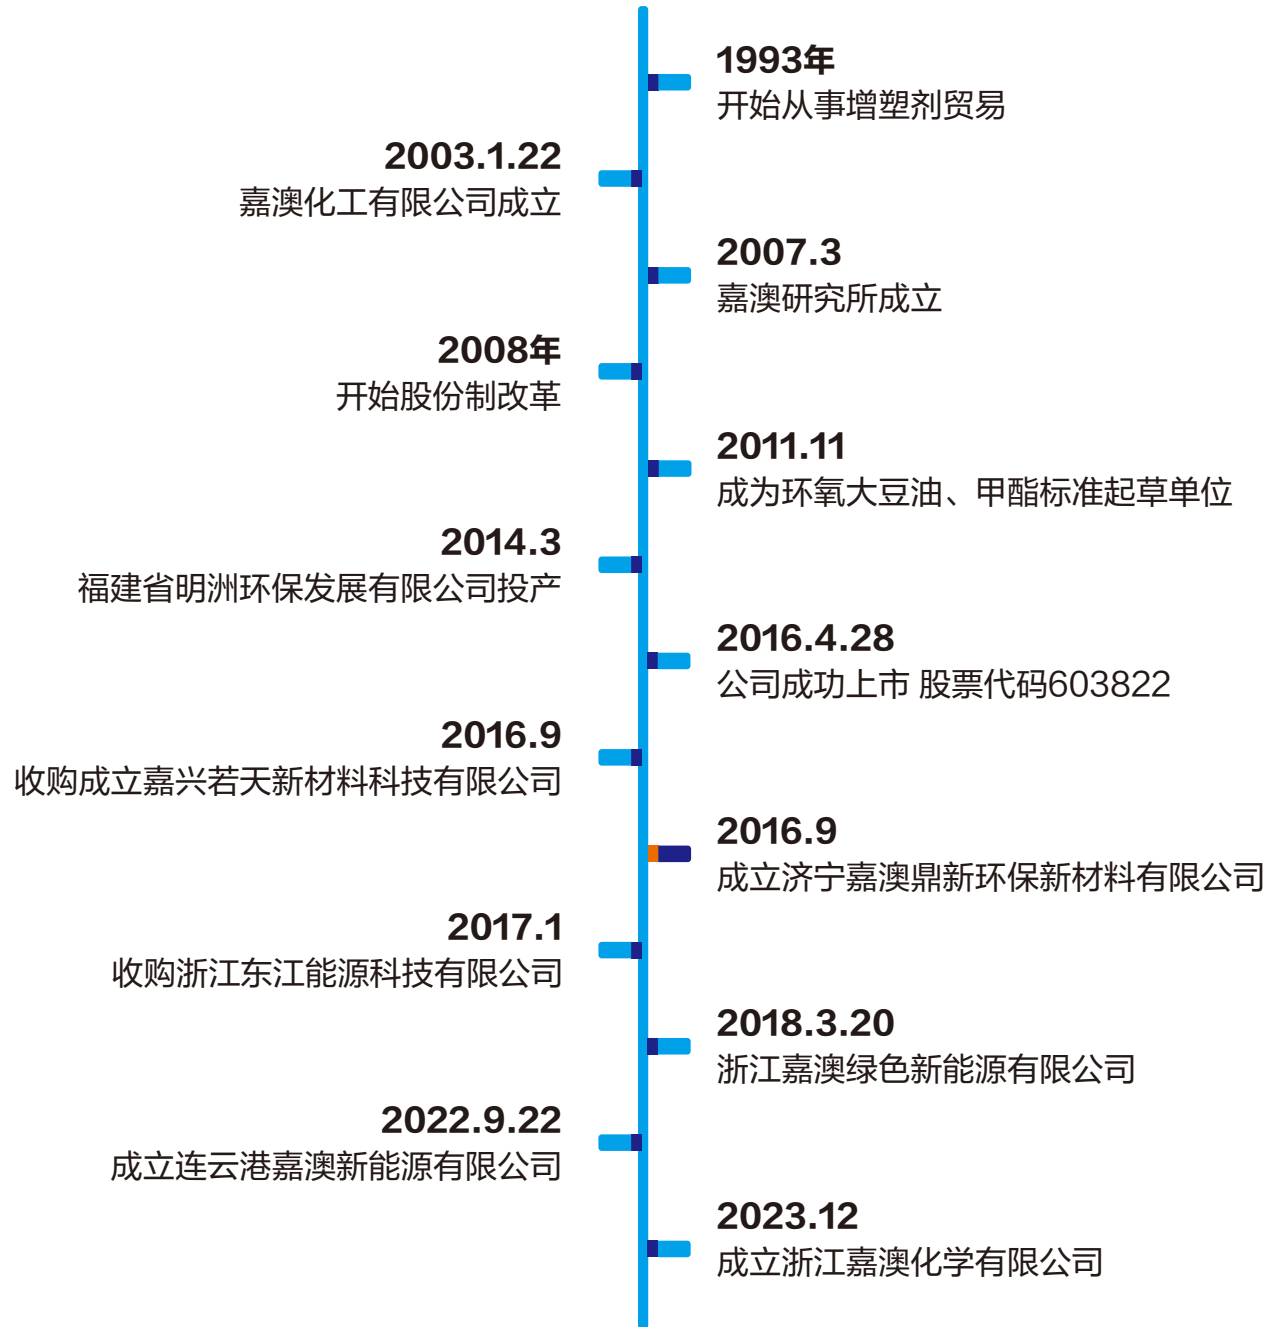 1993年
开始从事增塑剂贸易
2003.1.22
嘉澳化工有限公司成立
2007.3
嘉澳研究所成立
2008年
开始股份制改革
2011.11
成为环氧大豆油、甲酯标准起草单位
2014.3
福建省明洲环保发展有限公司投产
2016.4.28
公司成功上市 股票代码603822
2016.9
收购成立嘉兴若天新材料科技有限公司
2016.9
成立济宁嘉澳鼎新环保新材料有限公司
2017.1
收购浙江东江能源科技有限公司
2018.3.20
浙江嘉澳绿色新能源有限公司
2022.9.22
成立连云港嘉澳新能源有限公司
2023.12
成立浙江嘉澳化学有限公司